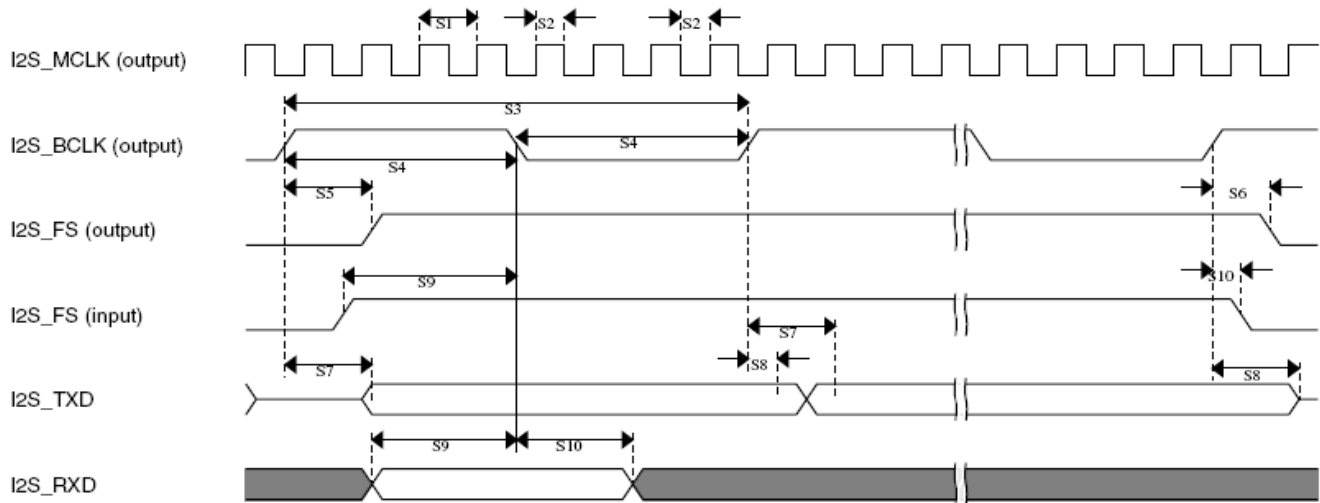 S1 S2 S2
I2S_MCLK (output)
S3
I2S_BCLK (output) S4
S4
S5 S6
I2S_FS (output)
S9 S10
I2S_FS (input)
S7
S7 S8 S8
I2S_TXD
S9 S10
I2S_RXD